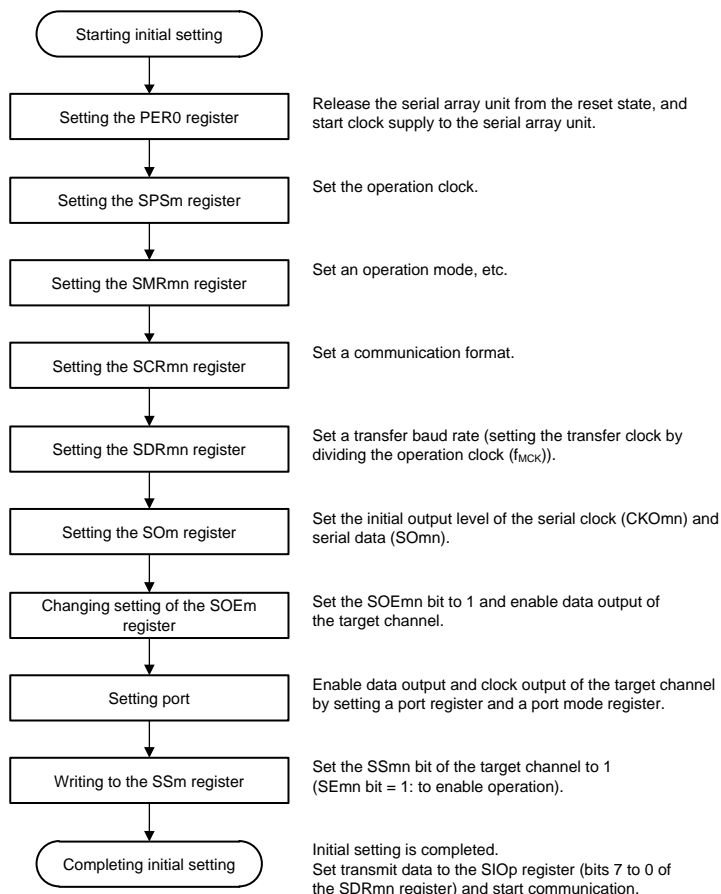 Starting initial setting
Setting the PER0 register
Release the serial array unit from the reset state, and
start clock supply to the serial array unit.
Setting the SPSm register
Set the operation clock.
Setting the SMRmn register
Set an operation mode, etc.
Setting the SCRmn register
Set a communication format.
Setting the SDRmn register
Set a transfer baud rate (setting the transfer clock by
dividing the operation clock (fMCK)).
Setting the SOm register
Set the initial output level of the serial clock (CKOmn) and
serial data (SOmn).
Changing setting of the SOEm
register
Set the SOEmn bit to 1 and enable data output of
the target channel.
Setting port
Enable data output and clock output of the target channel
by setting a port register and a port mode register.
Writing to the SSm register
Set the SSmn bit of the target channel to 1
(SEmn bit = 1: to enable operation).
Completing initial setting
Initial setting is completed.
Set transmit data to the SIOp register (bits 7 to 0 of
the SDRmn register) and start communication.